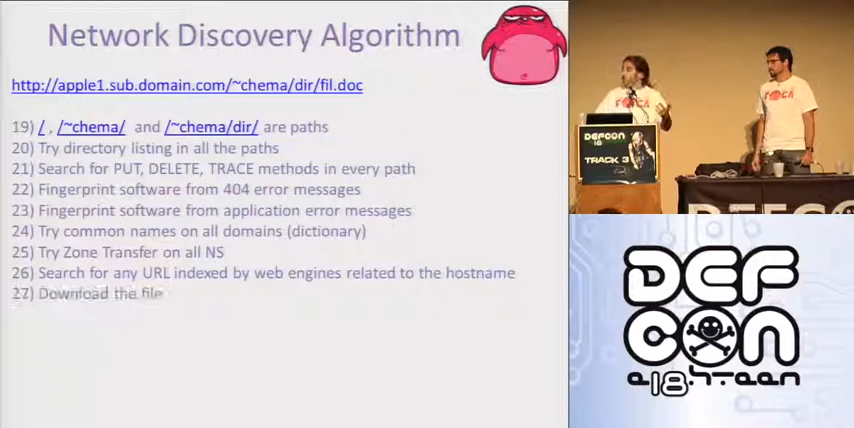 Network Discovery Algorithm
http://apple1.sub.domain.com/~chema/dir/fil.doc
19) / , /~chema/ and /~chema/dir/ are paths
20) Try directory listing in all the paths
21) Search for PUT, DELETE, TRACE methods in every path
22) Fingerprint software from 404 error messages
23) Fingerprint software from application error messages
24) Try common names on all domains (dictionary)
25) Try Zone Transfer on all NS
26) Search for any URL indexed by web engines related to the hostname
27) Download the file
FOCA
DEFCON
18
TRACK 3
DEFCON
DEF
CON
e18h-teen